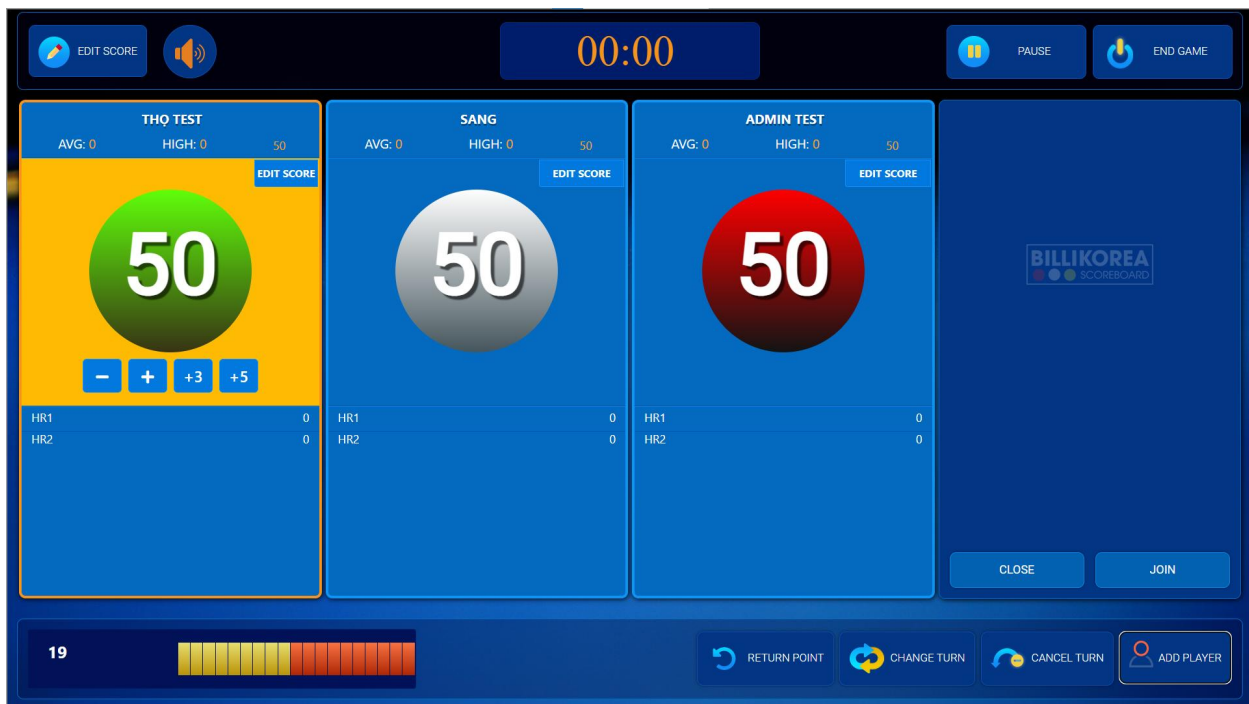 EDIT SCORE
00:00
PAUSE
END GAME
THỌ TEST
AVG: 0 HIGH: 0 50
EDIT SCORE
50
− + +3 +5
HR1 0
HR2 0
SANG
AVG: 0 HIGH: 0 50
EDIT SCORE
50
HR1 0
HR2 0
ADMIN TEST
AVG: 0 HIGH: 0 50
EDIT SCORE
50
HR1 0
HR2 0
BILLIKOREA
SCOREBOARD
CLOSE
JOIN
19
RETURN POINT
CHANGE TURN
CANCEL TURN
ADD PLAYER